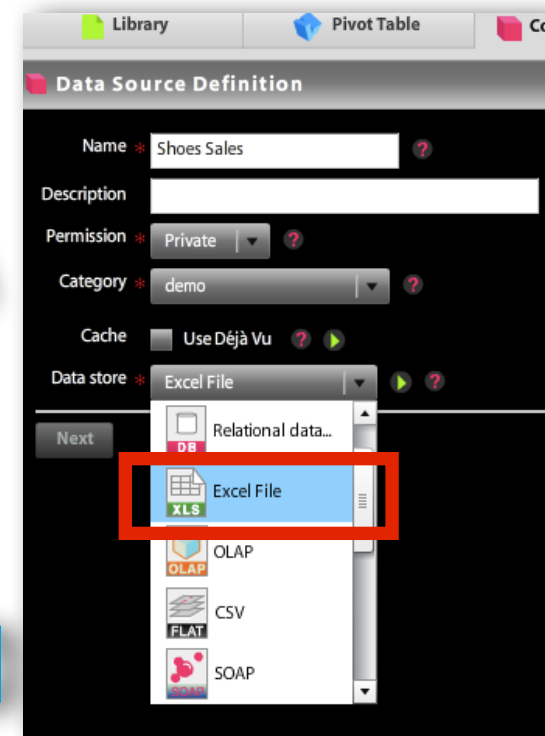 Library Pivot Table Co
Data Source Definition
Name * Shoes Sales ?
Description
Permission * Private ?
Category * demo ?
Cache Use Déjà Vu ?
Data store * Excel File ?
Next
DB Relational data...
XLS Excel File
OLAP OLAP
FLAT CSV
SOAP SOAP